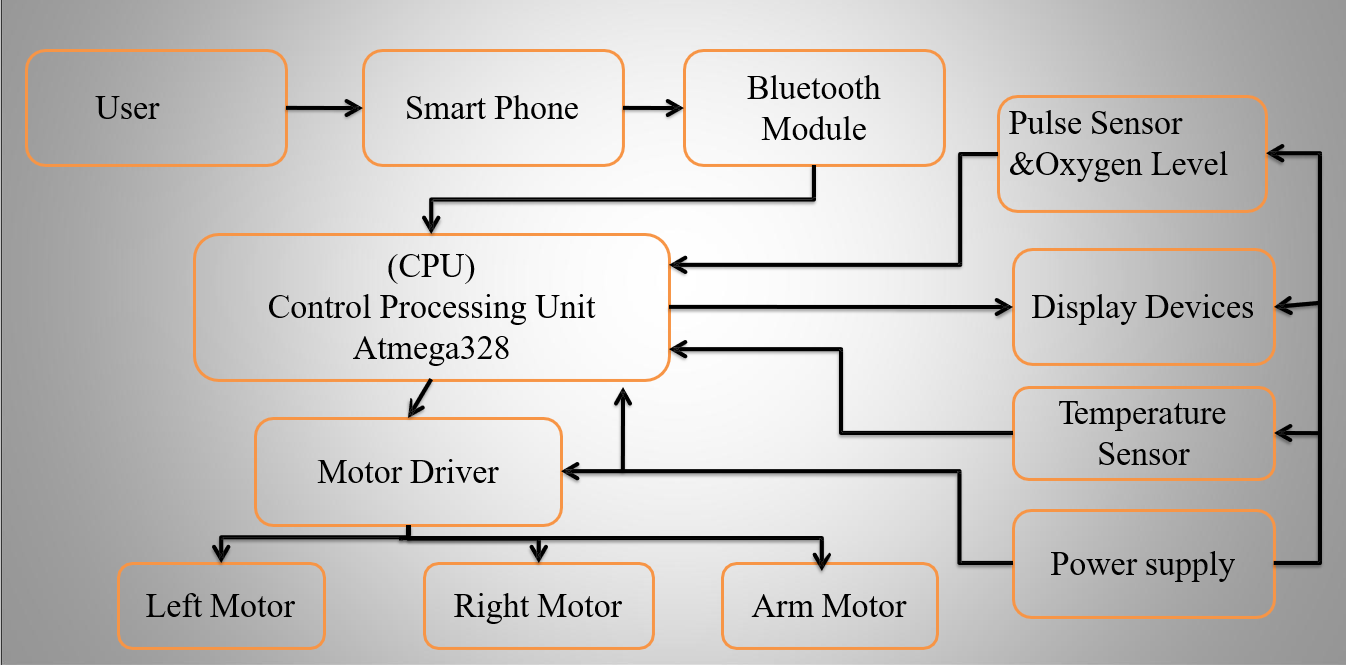 User
Smart Phone
Bluetooth
Module
Pulse Sensor
&Oxygen Level
(CPU)
Control Processing Unit
Atmega328
Display Devices
Temperature
Sensor
Motor Driver
Power supply
Left Motor
Right Motor
Arm Motor